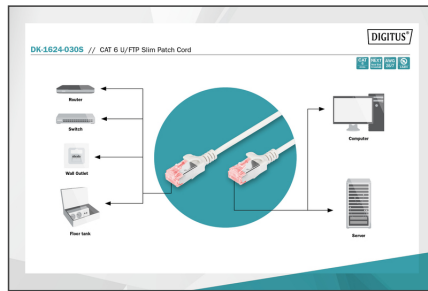 DIGITUS®
DK-1624-030S // CAT 6 U/FTP Slim Patch Cord
Router
Switch
Wall Outlet
Floor tank
Computer
Server